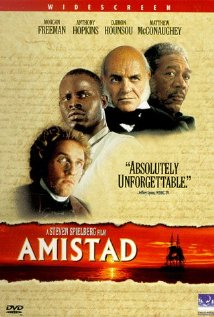 WIDESCREEN
MORGAN FREEMAN
ANTHONY HOPKINS
DJIMON HOUNSOU
MATTHEW McCONAUGHEY
"ABSOLUTELY
UNFORGETTABLE."
A STEVEN SPIELBERG FILM
AMISTAD
DVD